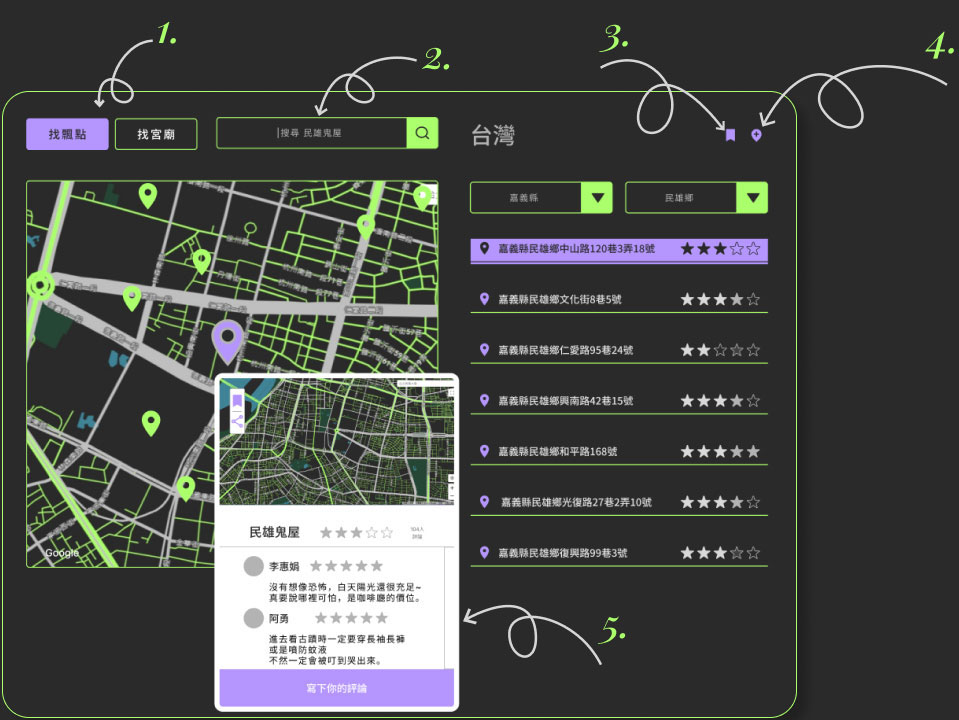 1.
2.
3.
4.
找飄點
找宮廟
搜尋 民雄鬼屋
台灣
嘉義縣
民雄鄉
嘉義縣民雄鄉中山路120巷3弄18號
嘉義縣民雄鄉文化街8巷5號
嘉義縣民雄鄉仁愛路95巷24號
嘉義縣民雄鄉興南路42巷15號
嘉義縣民雄鄉和平路168號
嘉義縣民雄鄉光復路27巷2弄10號
嘉義縣民雄鄉復興路99巷3號
Google
民雄鬼屋
李惠娟
沒有想像恐怖，白天陽光還很充足~
真要說哪裡可怕，是咖啡廳的價位。
阿勇
進去看古蹟時一定要穿長袖長褲
或是噴防蚊液
不然一定會被叮到哭出來。
寫下你的評論
5.